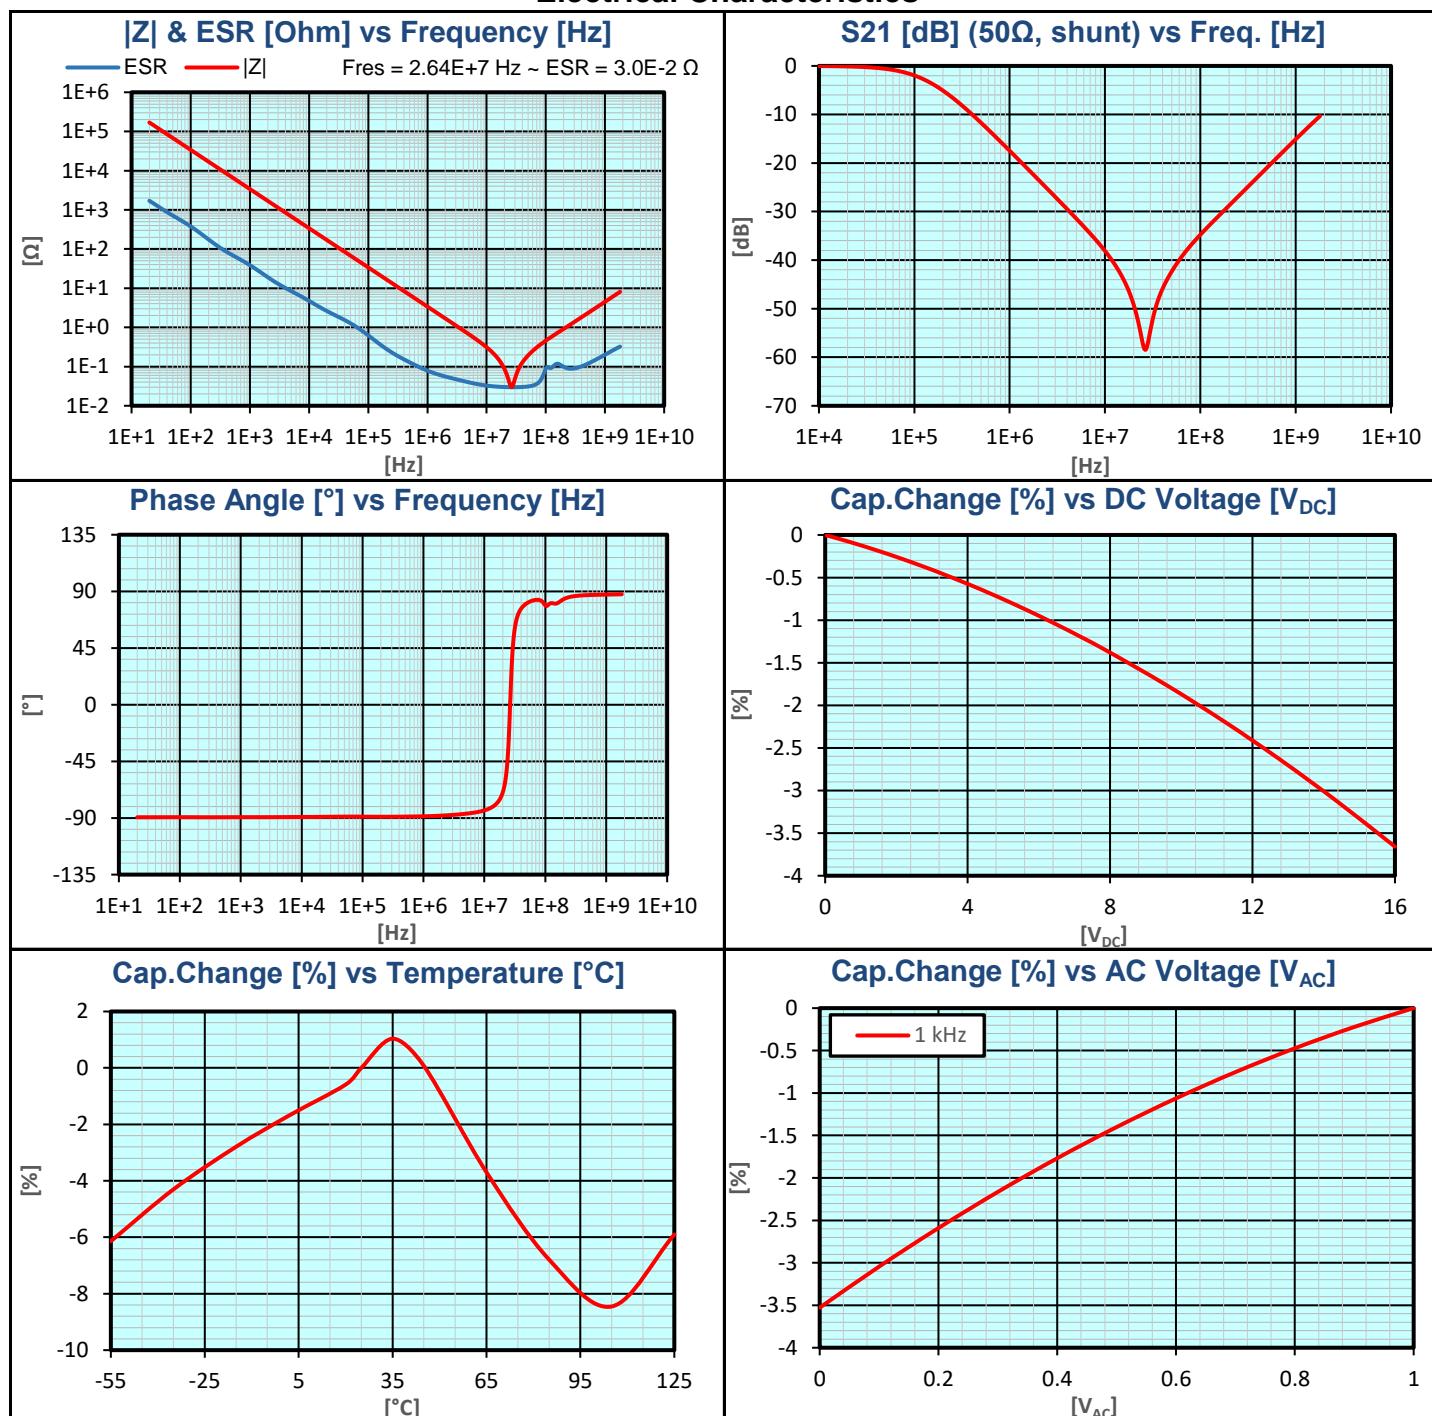 Electrical Characteristics
|Z| & ESR [Ohm] vs Frequency [Hz]
ESR |Z| Fres = 2.64E+7 Hz ~ ESR = 3.0E-2 Ω
1E+6
1E+5
1E+4
1E+3
1E+2
1E+1
1E+0
1E-1
1E-2
[Ω]
1E+1 1E+2 1E+3 1E+4 1E+5 1E+6 1E+7 1E+8 1E+9 1E+10
[Hz]
S21 [dB] (50Ω, shunt) vs Freq. [Hz]
0
-10
-20
-30
-40
-50
-60
-70
[dB]
1E+4 1E+5 1E+6 1E+7 1E+8 1E+9 1E+10
[Hz]
Phase Angle [°] vs Frequency [Hz]
135
90
45
0
-45
-90
-135
[°]
1E+1 1E+2 1E+3 1E+4 1E+5 1E+6 1E+7 1E+8 1E+9 1E+10
[Hz]
Cap.Change [%] vs DC Voltage [VDC]
0
-0.5
-1
-1.5
-2
-2.5
-3
-3.5
-4
[%]
0 4 8 12 16
[VDC]
Cap.Change [%] vs Temperature [°C]
2
0
-2
-4
-6
-8
-10
[%]
-55 -25 5 35 65 95 125
[°C]
Cap.Change [%] vs AC Voltage [VAC]
1 kHz
0
-0.5
-1
-1.5
-2
-2.5
-3
-3.5
-4
[%]
0 0.2 0.4 0.6 0.8 1
[VAC]